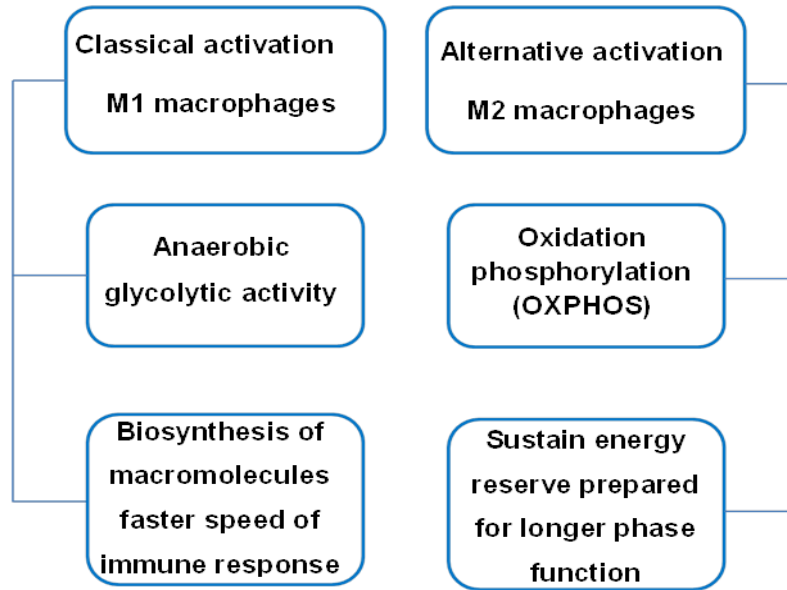 Classical activation
M1 macrophages
Alternative activation
M2 macrophages
Anaerobic
glycolytic activity
Oxidation
phosphorylation
(OXPHOS)
Biosynthesis of
macromolecules
faster speed of
immune response
Sustain energy
reserve prepared
for longer phase
function